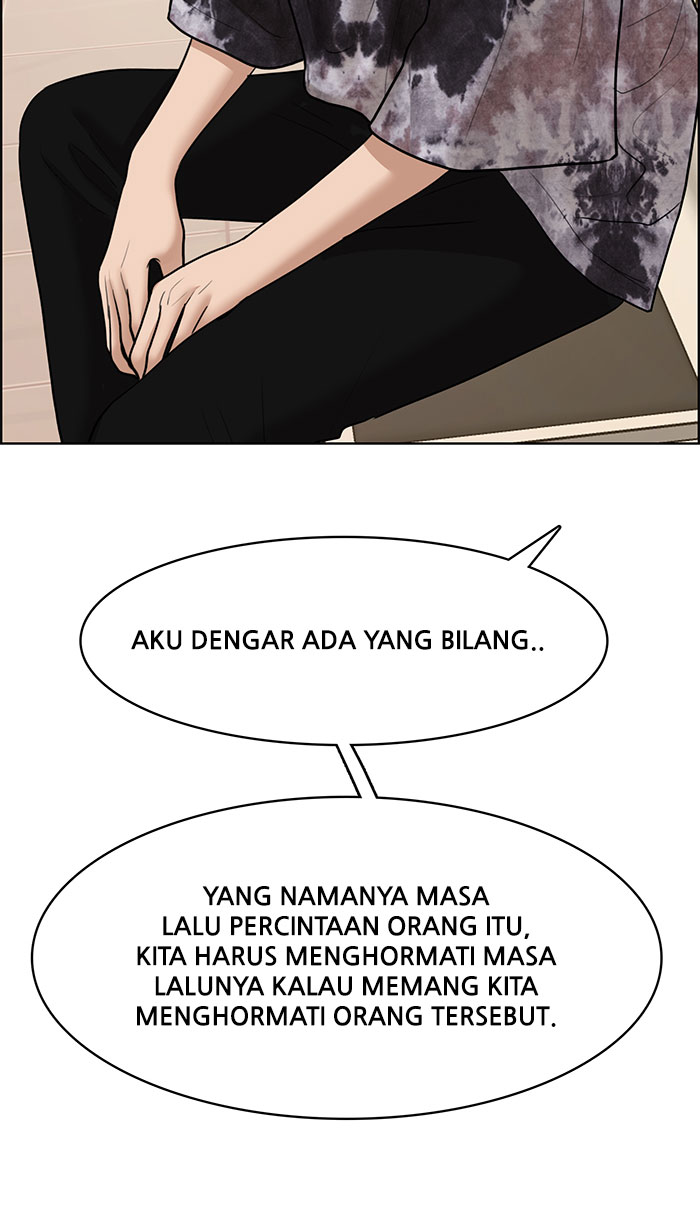 AKU DENGAR ADA YANG BILANG..
YANG NAMANYA MASA
LALU PERCINTAAN ORANG ITU,
KITA HARUS MENGHORMATI MASA
LALUNYA KALAU MEMANG KITA
MENGHORMATI ORANG TERSEBUT.